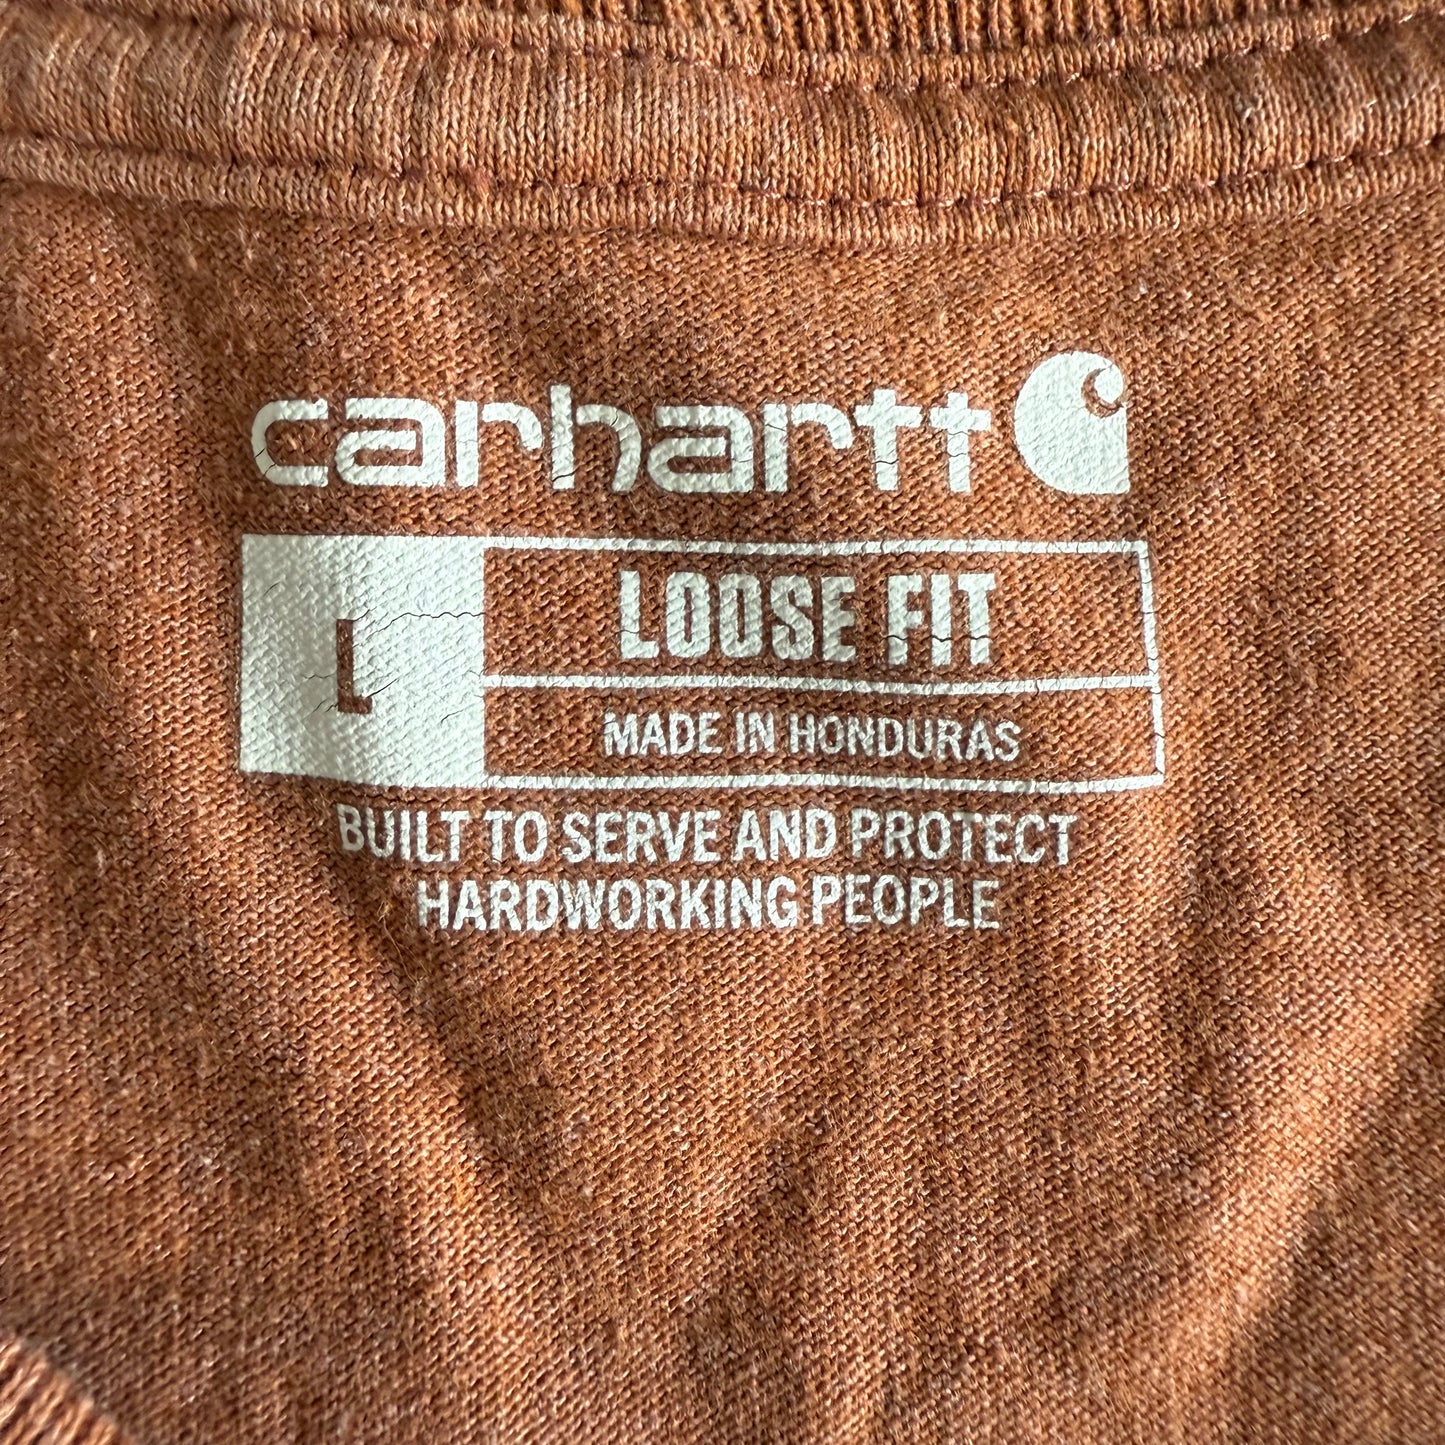 carhartt
L
LOOSE FIT
MADE IN HONDURAS
BUILT TO SERVE AND PROTECT
HARDWORKING PEOPLE